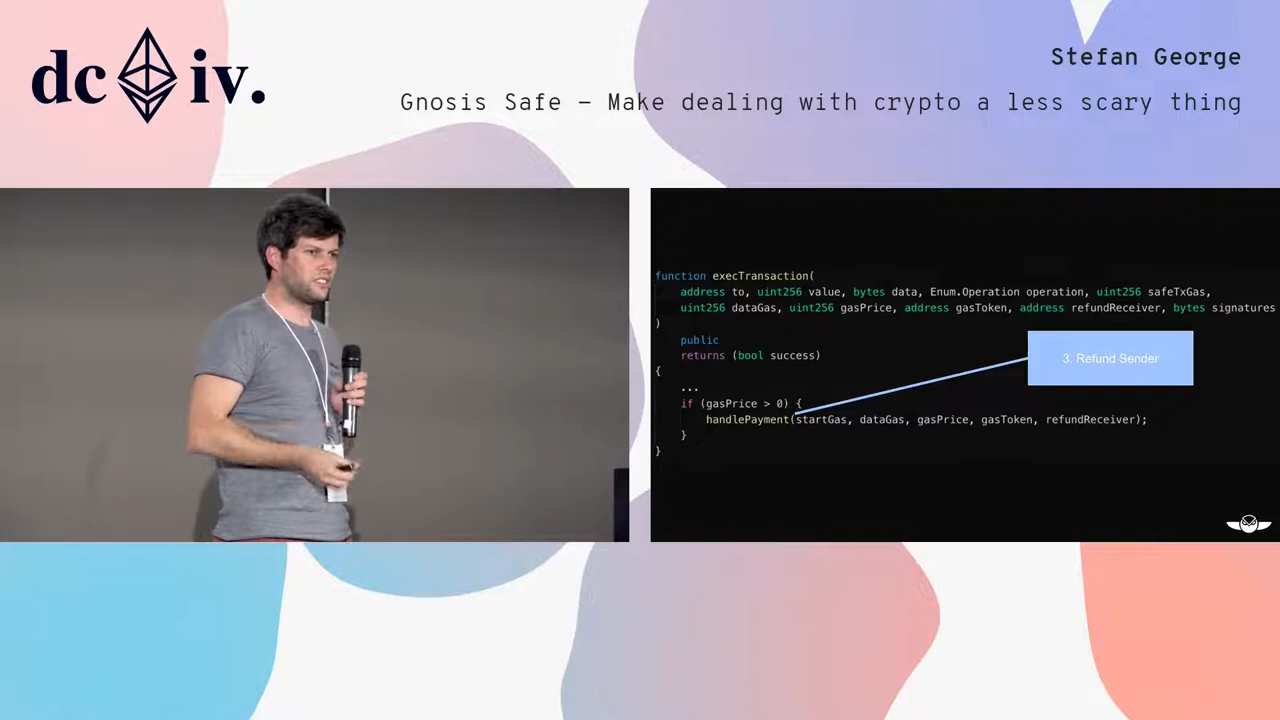 dc iv.
Stefan George
Gnosis Safe – Make dealing with crypto a less scary thing
function execTransaction(
address to, uint256 value, bytes data, Enum.Operation operation, uint256 safeTxGas,
uint256 dataGas, uint256 gasPrice, address gasToken, address refundReceiver, bytes signatures
)
public
returns (bool success)
{
...
if (gasPrice > 0) {
handlePayment(startGas, dataGas, gasPrice, gasToken, refundReceiver);
}
}
3. Refund Sender